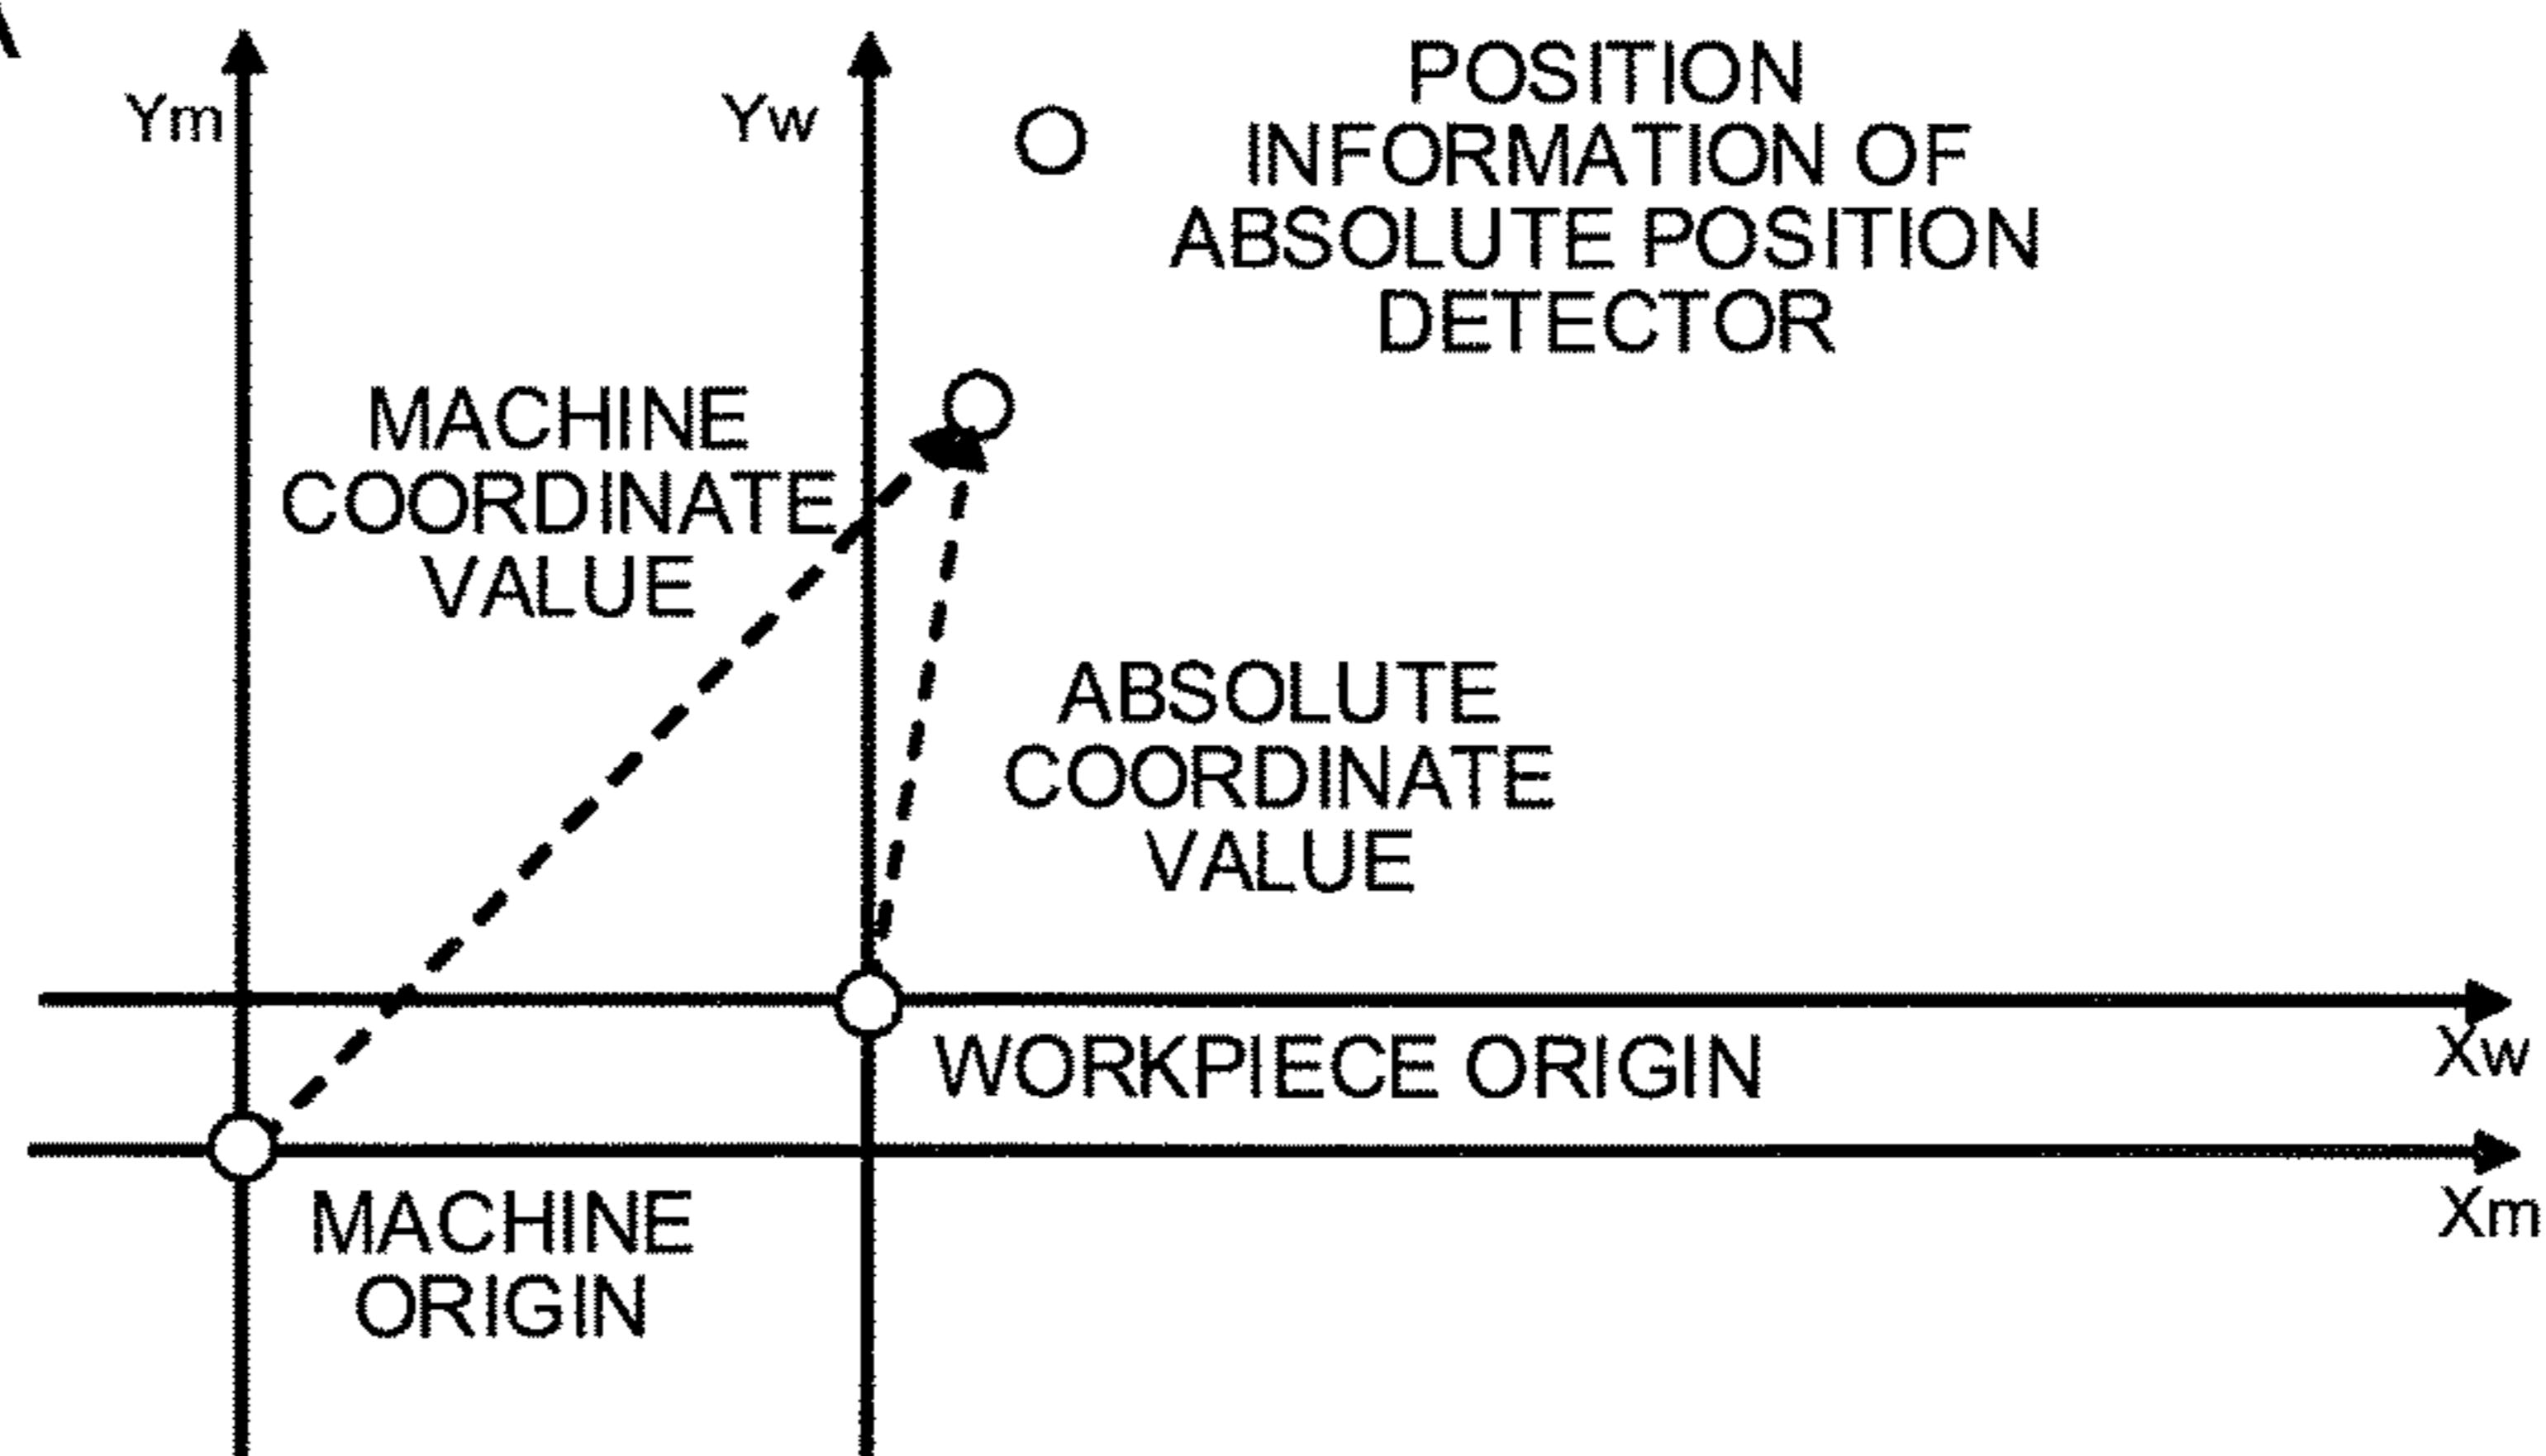 Ym
Yw
POSITION
INFORMATION OF
ABSOLUTE POSITION
DETECTOR
MACHINE
COORDINATE
VALUE
ABSOLUTE
COORDINATE
VALUE
Xw
WORKPIECE ORIGIN
Xm
MACHINE
ORIGIN